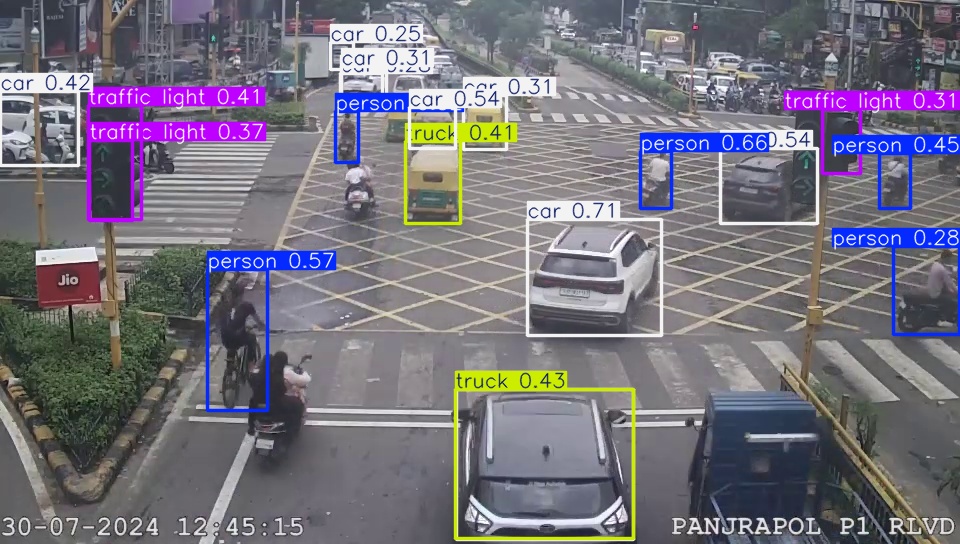 car 0.25
car 0.31
car 0.42
car 0.54
0.31
traffic light 0.41
person
traffic light 0.31
traffic light 0.37
truck 0.41
person 0.66
0.54
person 0.45
car 0.71
person 0.28
person 0.57
Jio
truck 0.43
30-07-2024 12:45:15
PANJRAPOL P1 RLVD